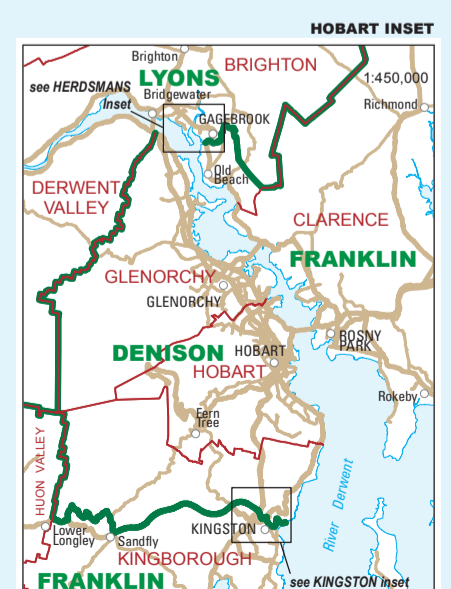 HOBART INSET
Brighton
BRIGHTON
LYONS
1:450,000
see HERDSMANS
Inset
Bridgewater
Richmond
GAGEBROOK
Old
Beach
DERWENT
VALLEY
CLARENCE
FRANKLIN
GLENORCHY
GLENORCHY
ROSNY
PARK
DENISON
HOBART
HOBART
Rokeby
Fern
Tree
HUON VALLEY
River Derwent
Lower
Longley
Sandfly
KINGSTON
KINGBOROUGH
FRANKLIN
see KINGSTON inset